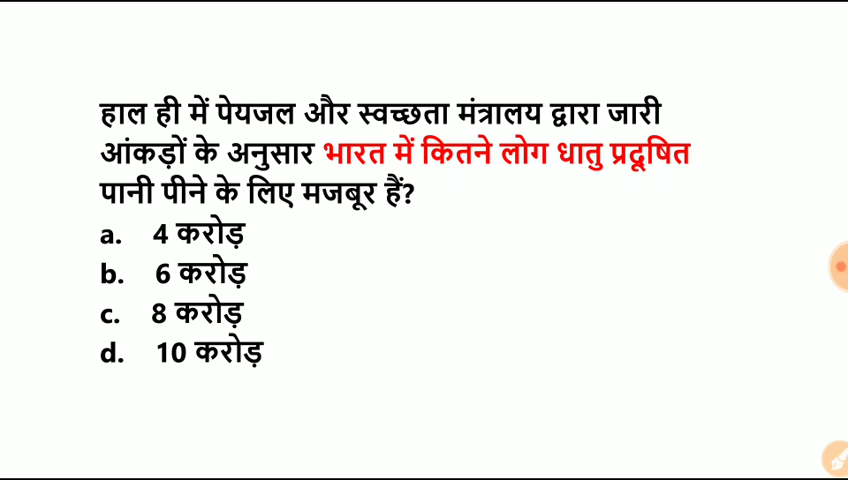 हाल ही में पेयजल और स्वच्छता मंत्रालय द्वारा जारी
आंकड़ों के अनुसार भारत में कितने लोग धातु प्रदूषित
पानी पीने के लिए मजबूर हैं?
a. 4 करोड़
b. 6 करोड़
c. 8 करोड़
d. 10 करोड़